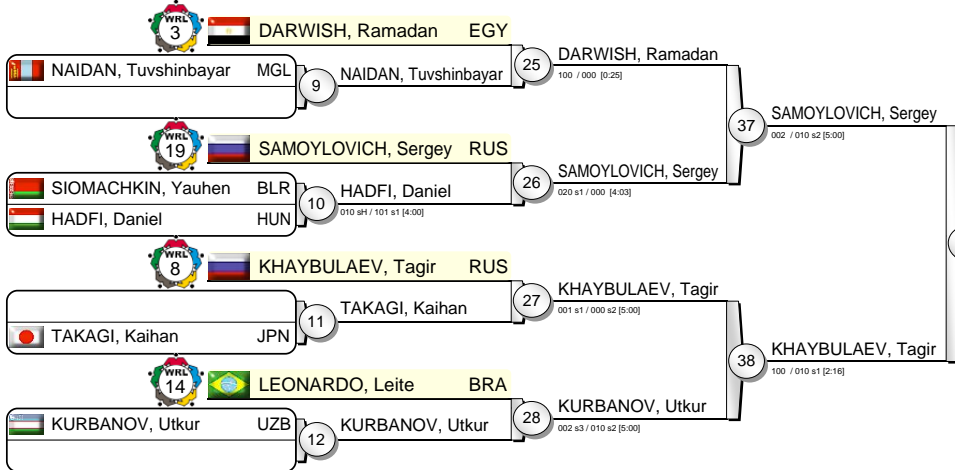 WRL
3
DARWISH, Ramadan EGY
NAIDAN, Tuvshinbayar MGL
9
NAIDAN, Tuvshinbayar
25
DARWISH, Ramadan
100 / 000 [0:25]
WRL
19
SAMOYLOVICH, Sergey RUS
SIOMACHKIN, Yauhen BLR
HADFI, Daniel HUN
10
HADFI, Daniel
010 sH / 101 s1 [4:00]
26
SAMOYLOVICH, Sergey
020 s1 / 000 [4:03]
37
SAMOYLOVICH, Sergey
002 / 010 s2 [5:00]
WRL
8
KHAYBULAEV, Tagir RUS
TAKAGI, Kaihan JPN
11
TAKAGI, Kaihan
27
KHAYBULAEV, Tagir
001 s1 / 000 s2 [5:00]
WRL
14
LEONARDO, Leite BRA
KURBANOV, Utkur UZB
12
KURBANOV, Utkur
28
KURBANOV, Utkur
002 s3 / 010 s2 [5:00]
38
KHAYBULAEV, Tagir
100 / 010 s1 [2:16]